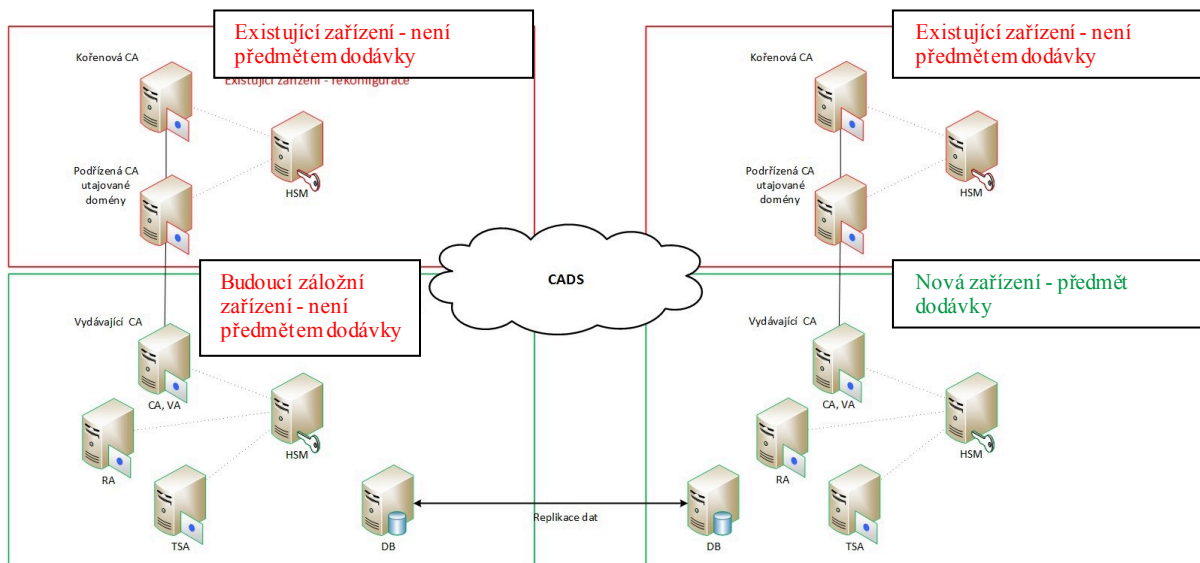 Existující zařízení - není
předmětem dodávky
Kořenová CA
Existující zařízení - rekonfigurace
HSM
Podřízená CA
utajované
domény
Existující zařízení - není
předmětem dodávky
Kořenová CA
HSM
Podrřízená CA
utajované
domény
CADS
Budoucí záložní
zařízení - není
předmětem dodávky
Vydávající CA
CA, VA
HSM
RA
TSA
DB
Replikace dat
Nová zařízení - předmět
dodávky
Vydávající CA
CA, VA
HSM
RA
DB
TSA